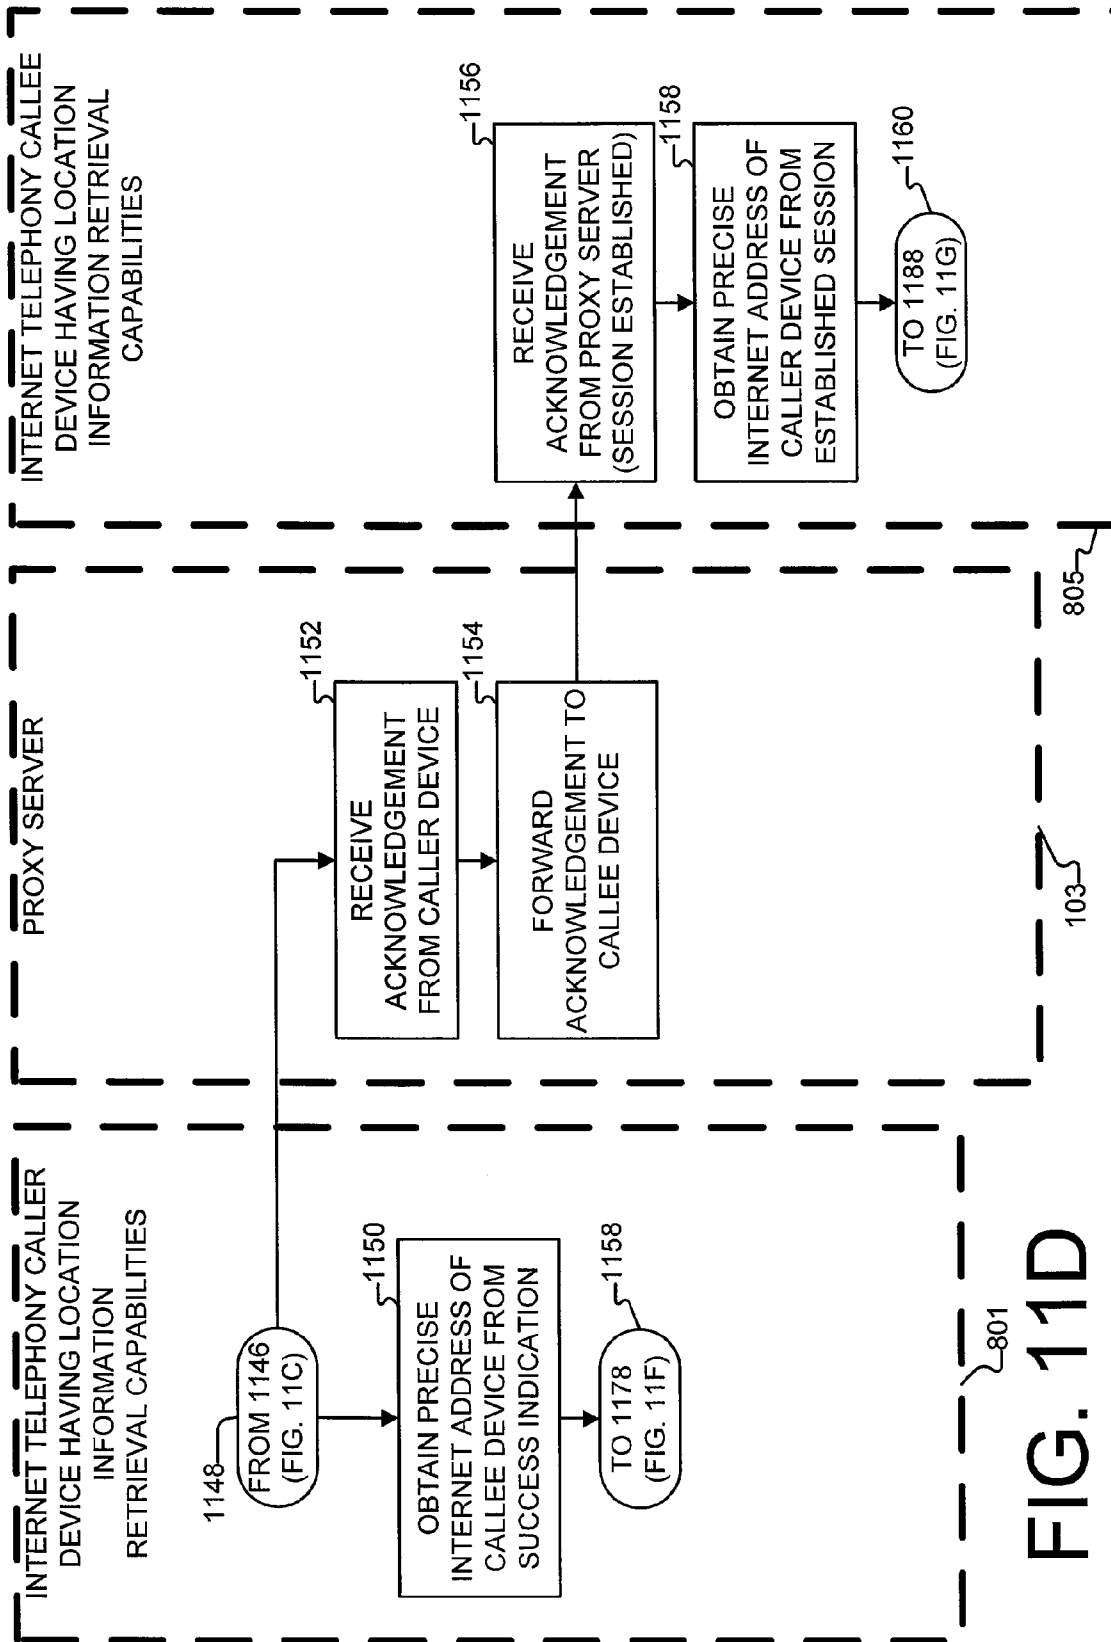 INTERNET TELEPHONY CALLER
DEVICE HAVING LOCATION
INFORMATION
RETRIEVAL CAPABILITIES
1148
FROM 1146
(FIG. 11C)
1150
OBTAIN PRECISE
INTERNET ADDRESS OF
CALLEE DEVICE FROM
SUCCESS INDICATION
1158
TO 1178
(FIG. 11F)
801
PROXY SERVER
1152
RECEIVE
ACKNOWLEDGEMENT
FROM CALLER DEVICE
1154
FORWARD
ACKNOWLEDGEMENT TO
CALLEE DEVICE
103
INTERNET TELEPHONY CALLEE
DEVICE HAVING LOCATION
INFORMATION RETRIEVAL
CAPABILITIES
1156
RECEIVE
ACKNOWLEDGEMENT
FROM PROXY SERVER
(SESSION ESTABLISHED)
1158
OBTAIN PRECISE
INTERNET ADDRESS OF
CALLER DEVICE FROM
ESTABLISHED SESSION
1160
TO 1188
(FIG. 11G)
805
FIG. 11D